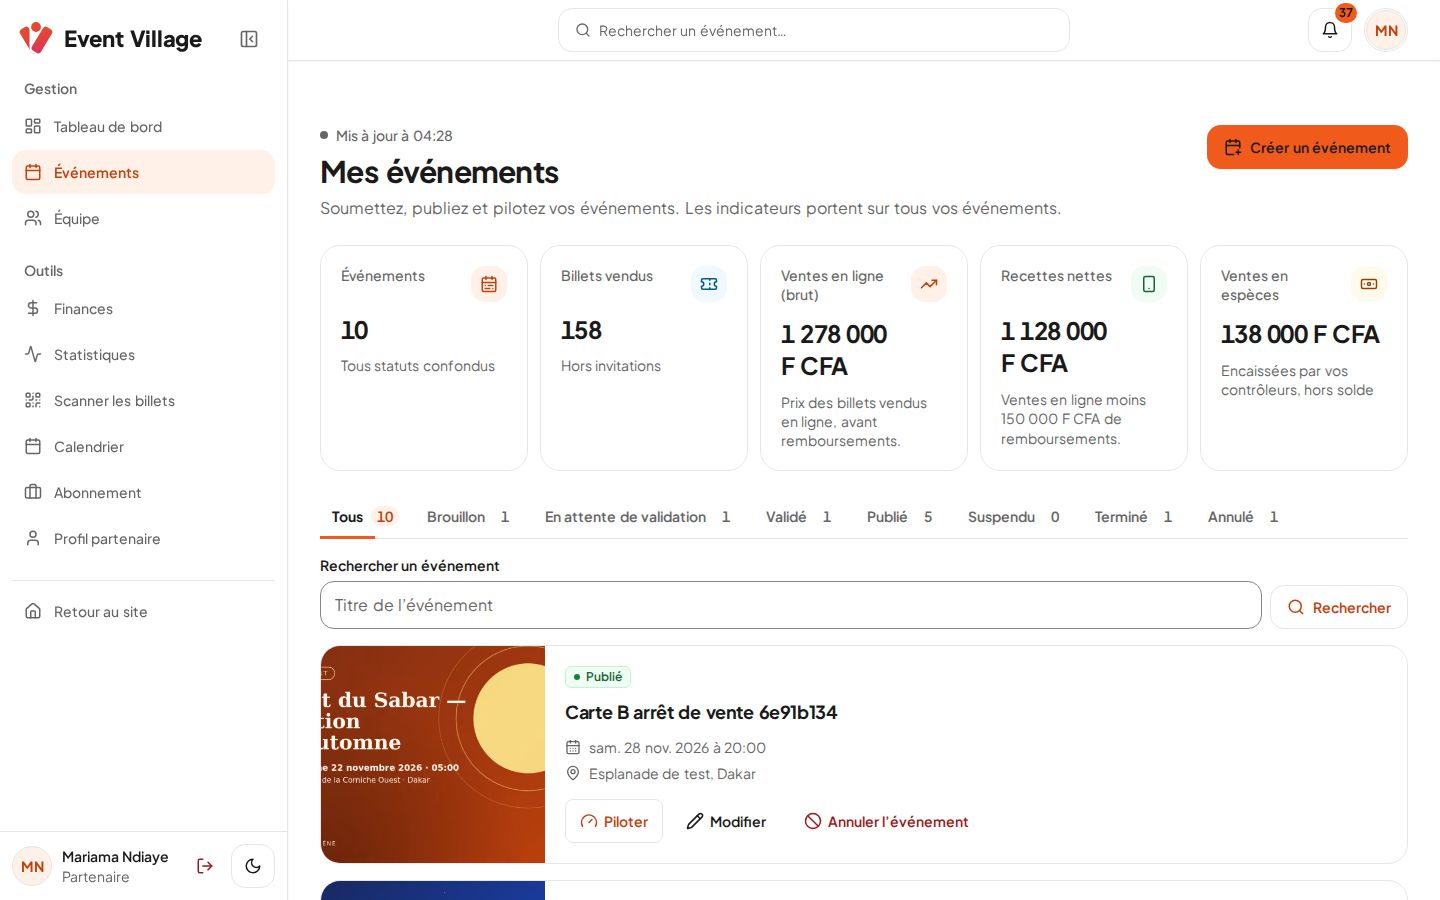 Event Village
Gestion
Tableau de bord
Événements
Équipe
Outils
Finances
Statistiques
Scanner les billets
Calendrier
Abonnement
Profil partenaire
Retour au site
MN
Mariama Ndiaye
Partenaire
Rechercher un événement…
37
MN
Mis à jour à 04:28
Mes événements
Soumettez, publiez et pilotez vos événements. Les indicateurs portent sur tous vos événements.
Créer un événement
Événements
10
Tous statuts confondus
Billets vendus
158
Hors invitations
Ventes en ligne
(brut)
1 278 000
F CFA
Prix des billets vendus
en ligne, avant
remboursements.
Recettes nettes
1 128 000
F CFA
Ventes en ligne moins
150 000 F CFA de
remboursements.
Ventes en
espèces
138 000 F CFA
Encaissées par vos
contrôleurs, hors solde
Tous 10 Brouillon 1 En attente de validation 1 Validé 1 Publié 5 Suspendu 0 Terminé 1 Annulé 1
Rechercher un événement
Titre de l’événement
Rechercher
t du Sabar —
tion
utomne
e 22 novembre 2026 · 05:00
de la Corniche Ouest · Dakar
ÈNE
Publié
Carte B arrêt de vente 6e91b134
sam. 28 nov. 2026 à 20:00
Esplanade de test, Dakar
Piloter
Modifier
Annuler l’événement